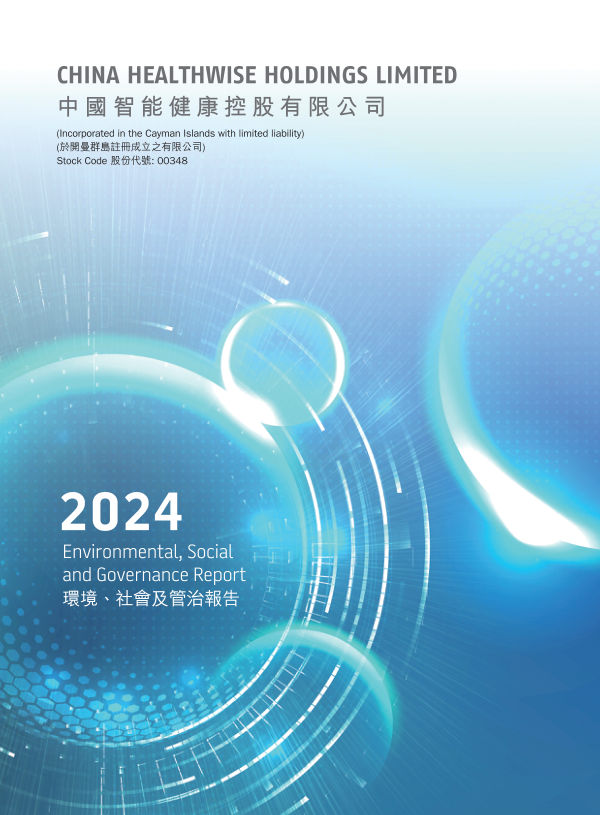 CHINA HEALTHWISE HOLDINGS LIMITED
中國智能健康控股有限公司
(Incorporated in the Cayman Islands with limited liability)
(於開曼群島註冊成立之有限公司)
Stock Code 股份代號: 00348
2024
Environmental, Social
and Governance Report
環境、社會及管治報告